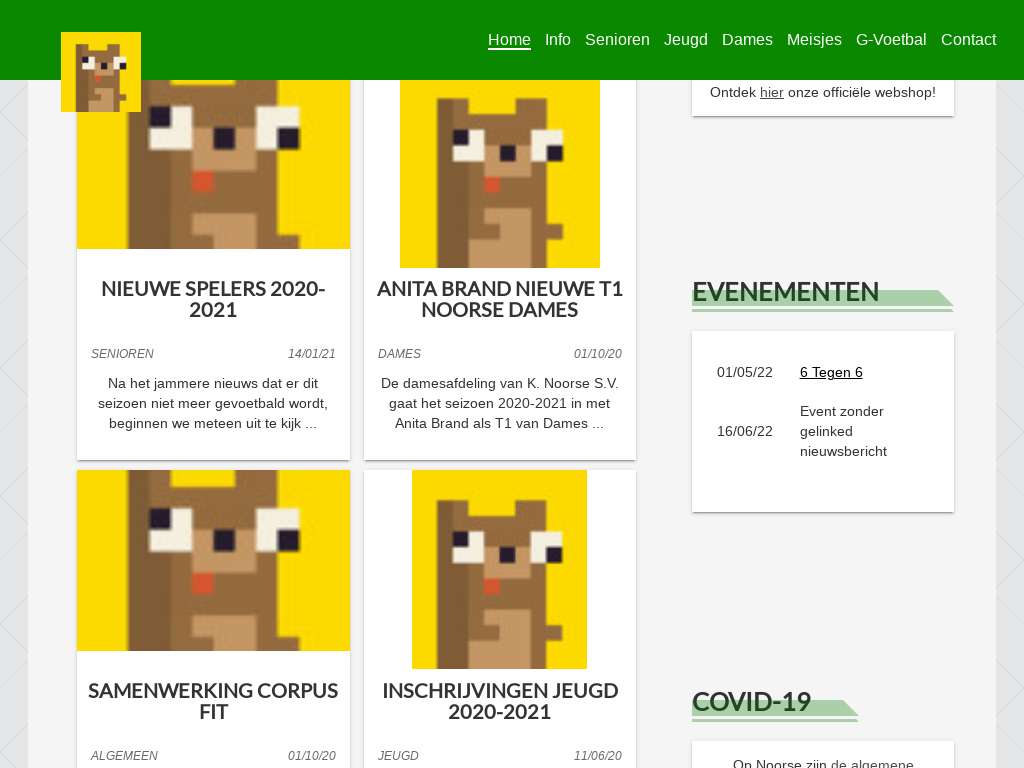 Home Info Senioren Jeugd Dames Meisjes G-Voetbal Contact
NIEUWE SPELERS 2020-
2021
SENIOREN 14/01/21
Na het jammere nieuws dat er dit
seizoen niet meer gevoetbald wordt,
beginnen we meteen uit te kijk ...
ANITA BRAND NIEUWE T1
NOORSE DAMES
DAMES 01/10/20
De damesafdeling van K. Noorse S.V.
gaat het seizoen 2020-2021 in met
Anita Brand als T1 van Dames ...
SAMENWERKING CORPUS
FIT
ALGEMEEN 01/10/20
INSCHRIJVINGEN JEUGD
2020-2021
JEUGD 11/06/20
Ontdek hier onze officiële webshop!
EVENEMENTEN
01/05/22 6 Tegen 6
16/06/22 Event zonder
gelinked
nieuwsbericht
COVID-19
Op Noorse zijn de algemene